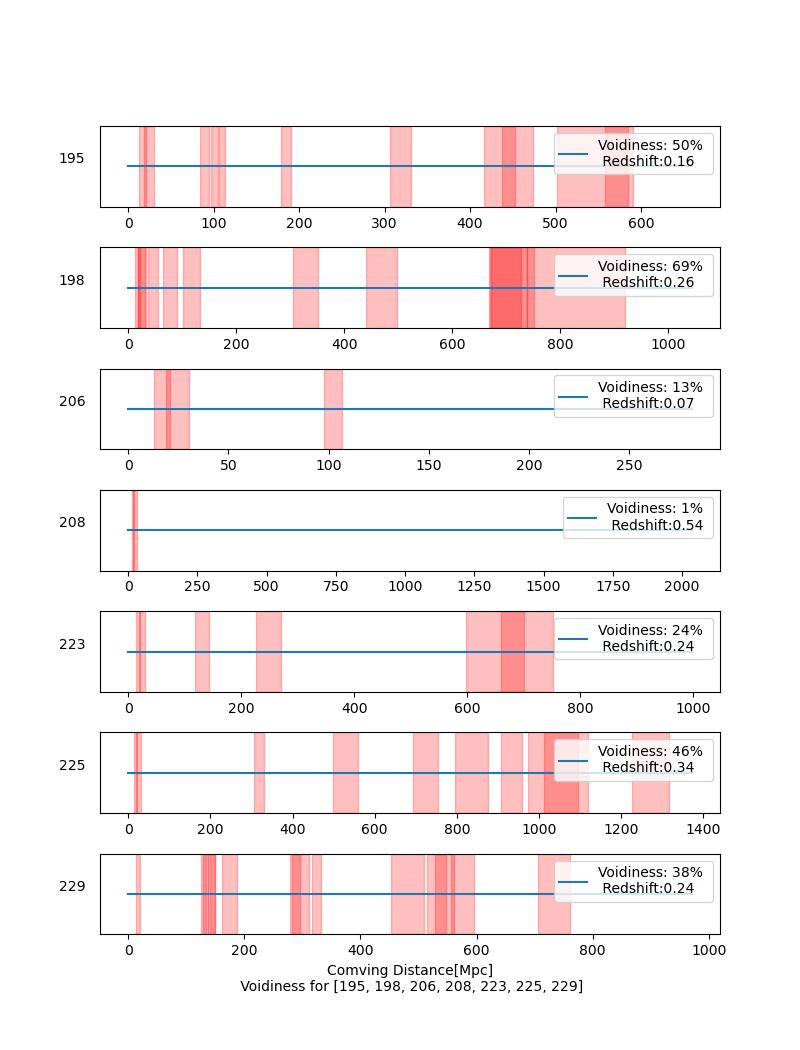 195
Voidiness: 50%
Redshift:0.16
0 100 200 300 400 500 600
198
Voidiness: 69%
Redshift:0.26
0 200 400 600 800 1000
206
Voidiness: 13%
Redshift:0.07
0 50 100 150 200 250
208
Voidiness: 1%
Redshift:0.54
0 250 500 750 1000 1250 1500 1750 2000
223
Voidiness: 24%
Redshift:0.24
0 200 400 600 800 1000
225
Voidiness: 46%
Redshift:0.34
0 200 400 600 800 1000 1200 1400
229
Voidiness: 38%
Redshift:0.24
0 200 400 600 800 1000
Comving Distance[Mpc]
Voidiness for [195, 198, 206, 208, 223, 225, 229]